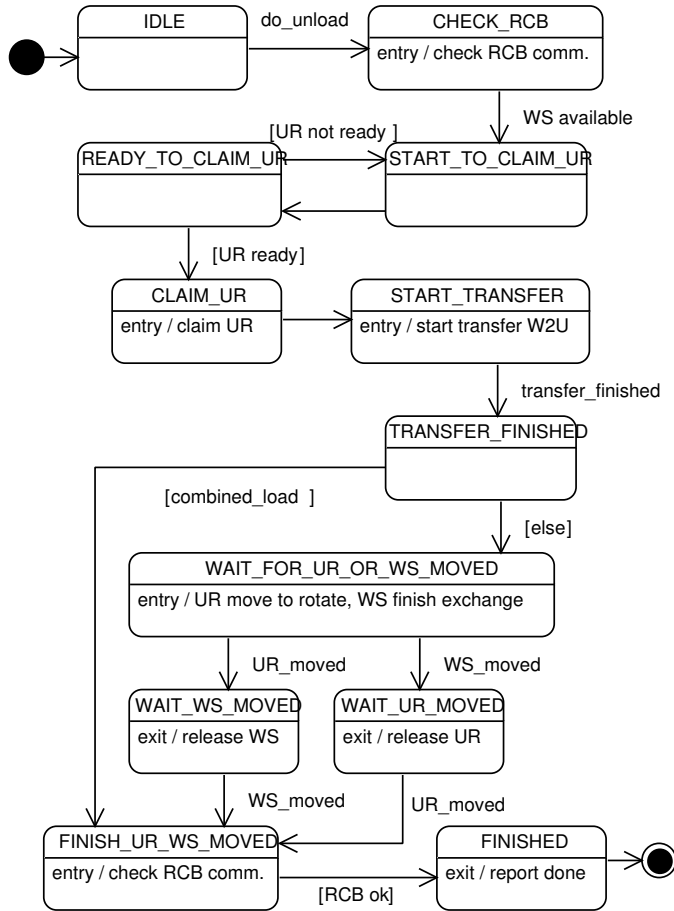 IDLE
do_unload
CHECK_RCB
entry / check RCB comm.
WS available
[UR not ready ]
READY_TO_CLAIM_UR
START_TO_CLAIM_UR
[UR ready]
CLAIM_UR
entry / claim UR
START_TRANSFER
entry / start transfer W2U
transfer_finished
TRANSFER_FINISHED
[combined_load  ]
[else]
WAIT_FOR_UR_OR_WS_MOVED
entry / UR move to rotate, WS finish exchange
UR_moved
WS_moved
WAIT_WS_MOVED
exit / release WS
WAIT_UR_MOVED
exit / release UR
WS_moved
UR_moved
FINISH_UR_WS_MOVED
entry / check RCB comm.
[RCB ok]
FINISHED
exit / report done